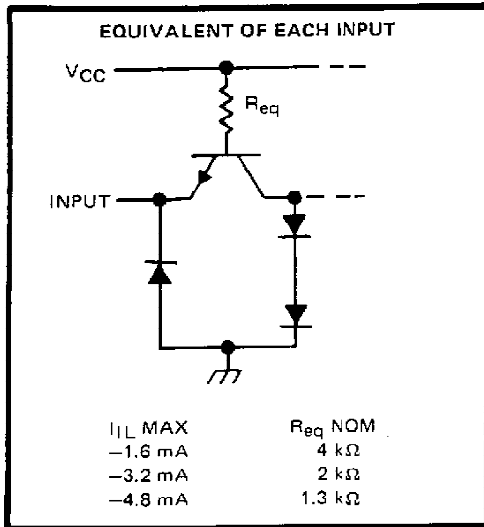 EQUIVALENT OF EACH INPUT
VCC
Req
INPUT
IIL MAX Req NOM
−1.6 mA 4 kΩ
−3.2 mA 2 kΩ
−4.8 mA 1.3 kΩ